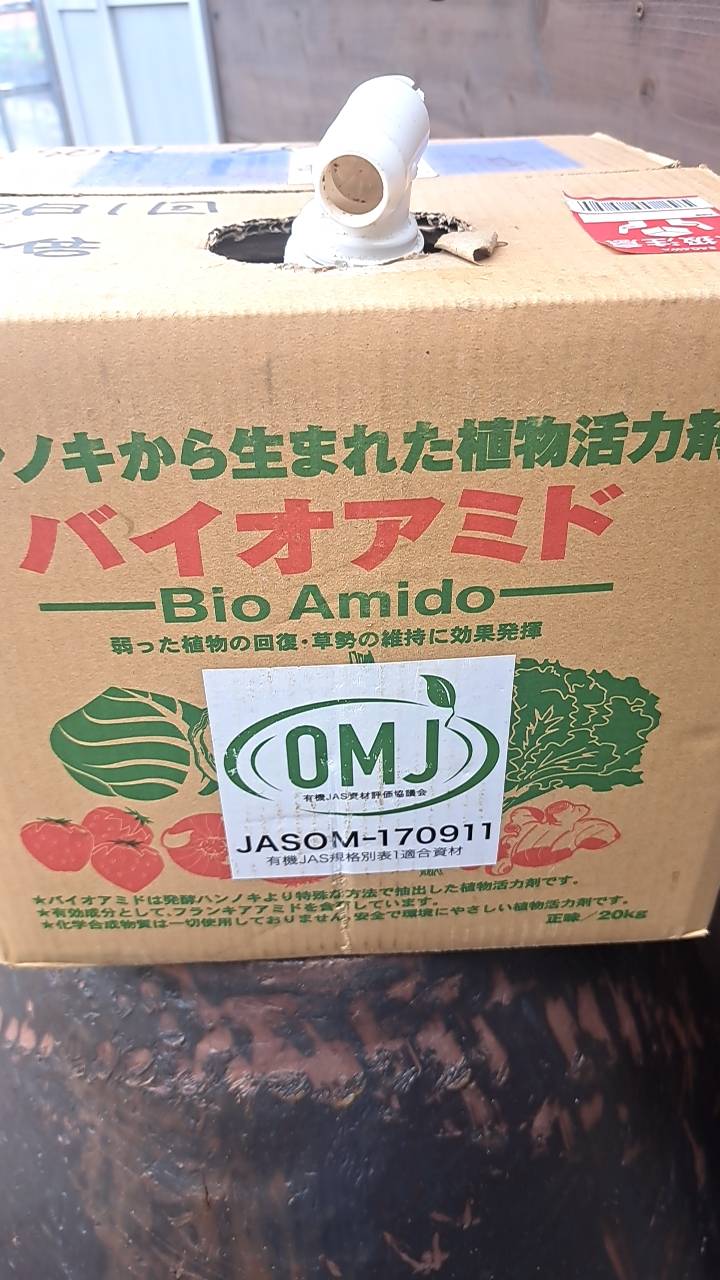 取扱注意
ンノキから生まれた植物活力剤
バイオアミド
Bio Amido
弱った植物の回復・草勢の維持に効果発揮
OMJ
有機JAS資材評価協議会
JASOM-170911
有機JAS規格別表1適合資材
★バイオアミドは発酵ハンノキより特殊な方法で抽出した植物活力剤です。
★有効成分として、フランキアアミドを含有しています。
★化学合成物質は一切使用しておりません。安全で環境にやさしい植物活力剤です。
正味/20kg